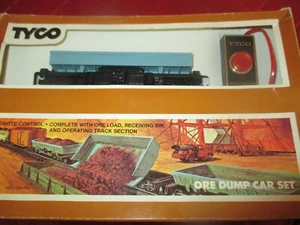 TYCO
TYCO
REMOTE CONTROL • COMPLETE WITH ORE LOAD, RECEIVING BIN,
AND OPERATING TRACK SECTION
ORE DUMP CAR SET